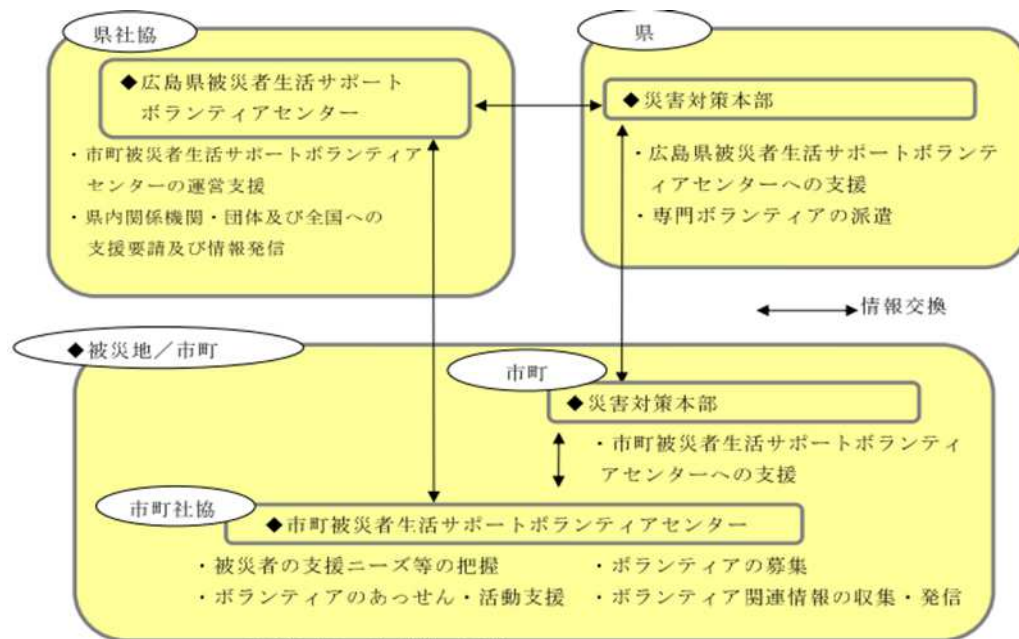 県社協
◆広島県被災者生活サポート
ボランティアセンター
・市町被災者生活サポートボランティア
センターの運営支援
・県内関係機関・団体及び全国への
支援要請及び情報発信
県
◆災害対策本部
・広島県被災者生活サポートボランテ
ィアセンターへの支援
・専門ボランティアの派遣
情報交換
◆被災地／市町
市町
◆災害対策本部
・市町被災者生活サポートボランティ
アセンターへの支援
市町社協
◆市町被災者生活サポートボランティアセンター
・被災者の支援ニーズ等の把握
・ボランティアのあっせん・活動支援
・ボランティアの募集
・ボランティア関連情報の収集・発信